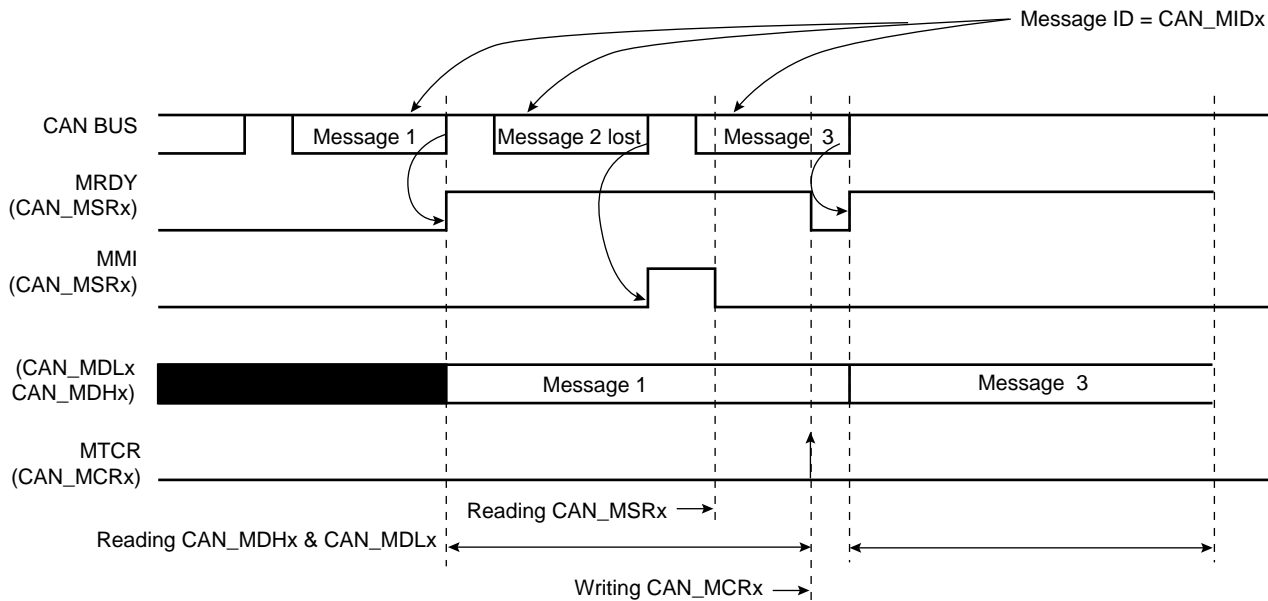 Message ID = CAN_MIDx
CAN BUS
Message 1
Message 2 lost
Message 3
MRDY
(CAN_MSRx)
MMI
(CAN_MSRx)
(CAN_MDLx
CAN_MDHx)
Message 1
Message 3
MTCR
(CAN_MCRx)
Reading CAN_MSRx
Reading CAN_MDHx & CAN_MDLx
Writing CAN_MCRx